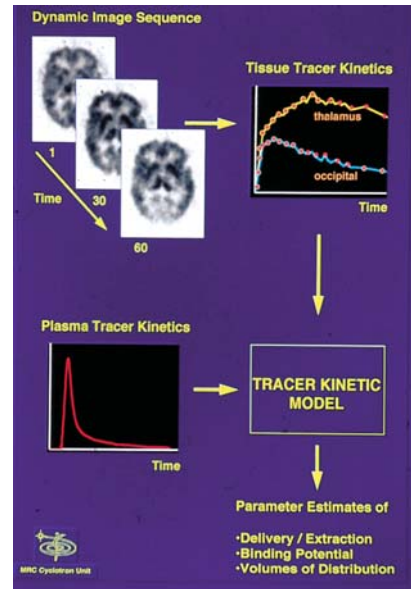 Dynamic Image Sequence
1
30
60
Time
Tissue Tracer Kinetics
thalamus
occipital
Time
Plasma Tracer Kinetics
Time
TRACER KINETIC
MODEL
Parameter Estimates of
•Delivery / Extraction
•Binding Potential
•Volumes of Distribution
MRC Cyclotron Unit